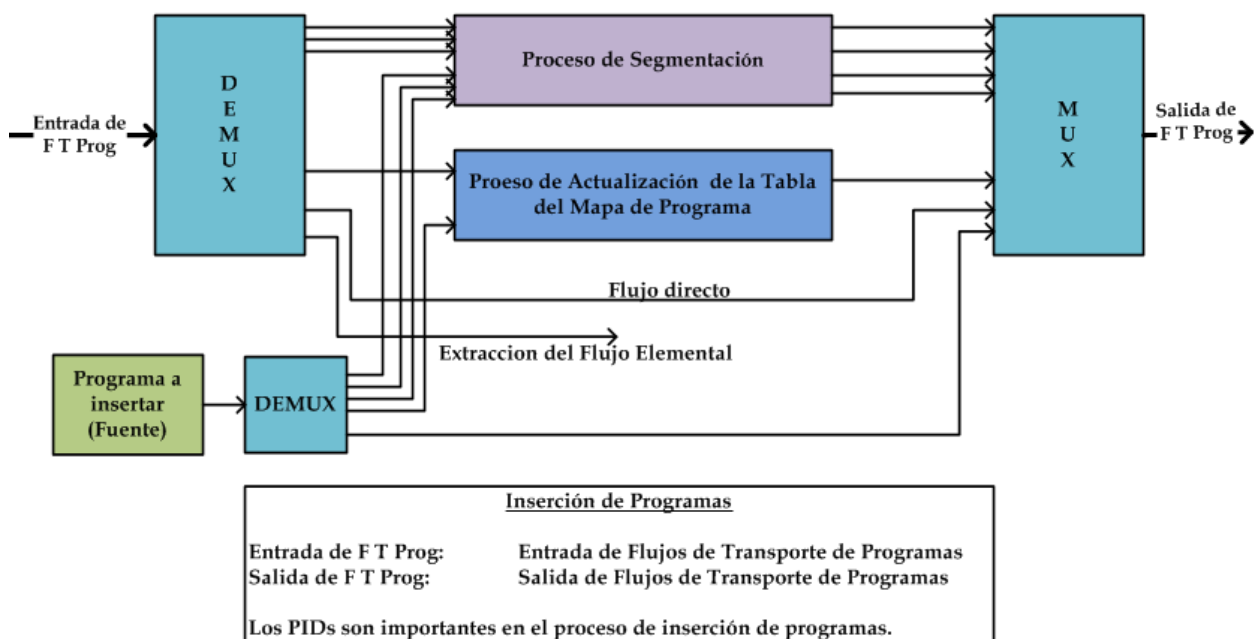 D
E
M
U
X
Proceso de Segmentación
M
U
X
Entrada de
F T Prog
Salida de
F T Prog
Proeso de Actualización de la Tabla
del Mapa de Programa
Flujo directo
Extraccion del Flujo Elemental
Programa a
insertar
(Fuente)
DEMUX
Inserción de Programas
Entrada de F T Prog: Entrada de Flujos de Transporte de Programas
Salida de F T Prog: Salida de Flujos de Transporte de Programas
Los PIDs son importantes en el proceso de inserción de programas.